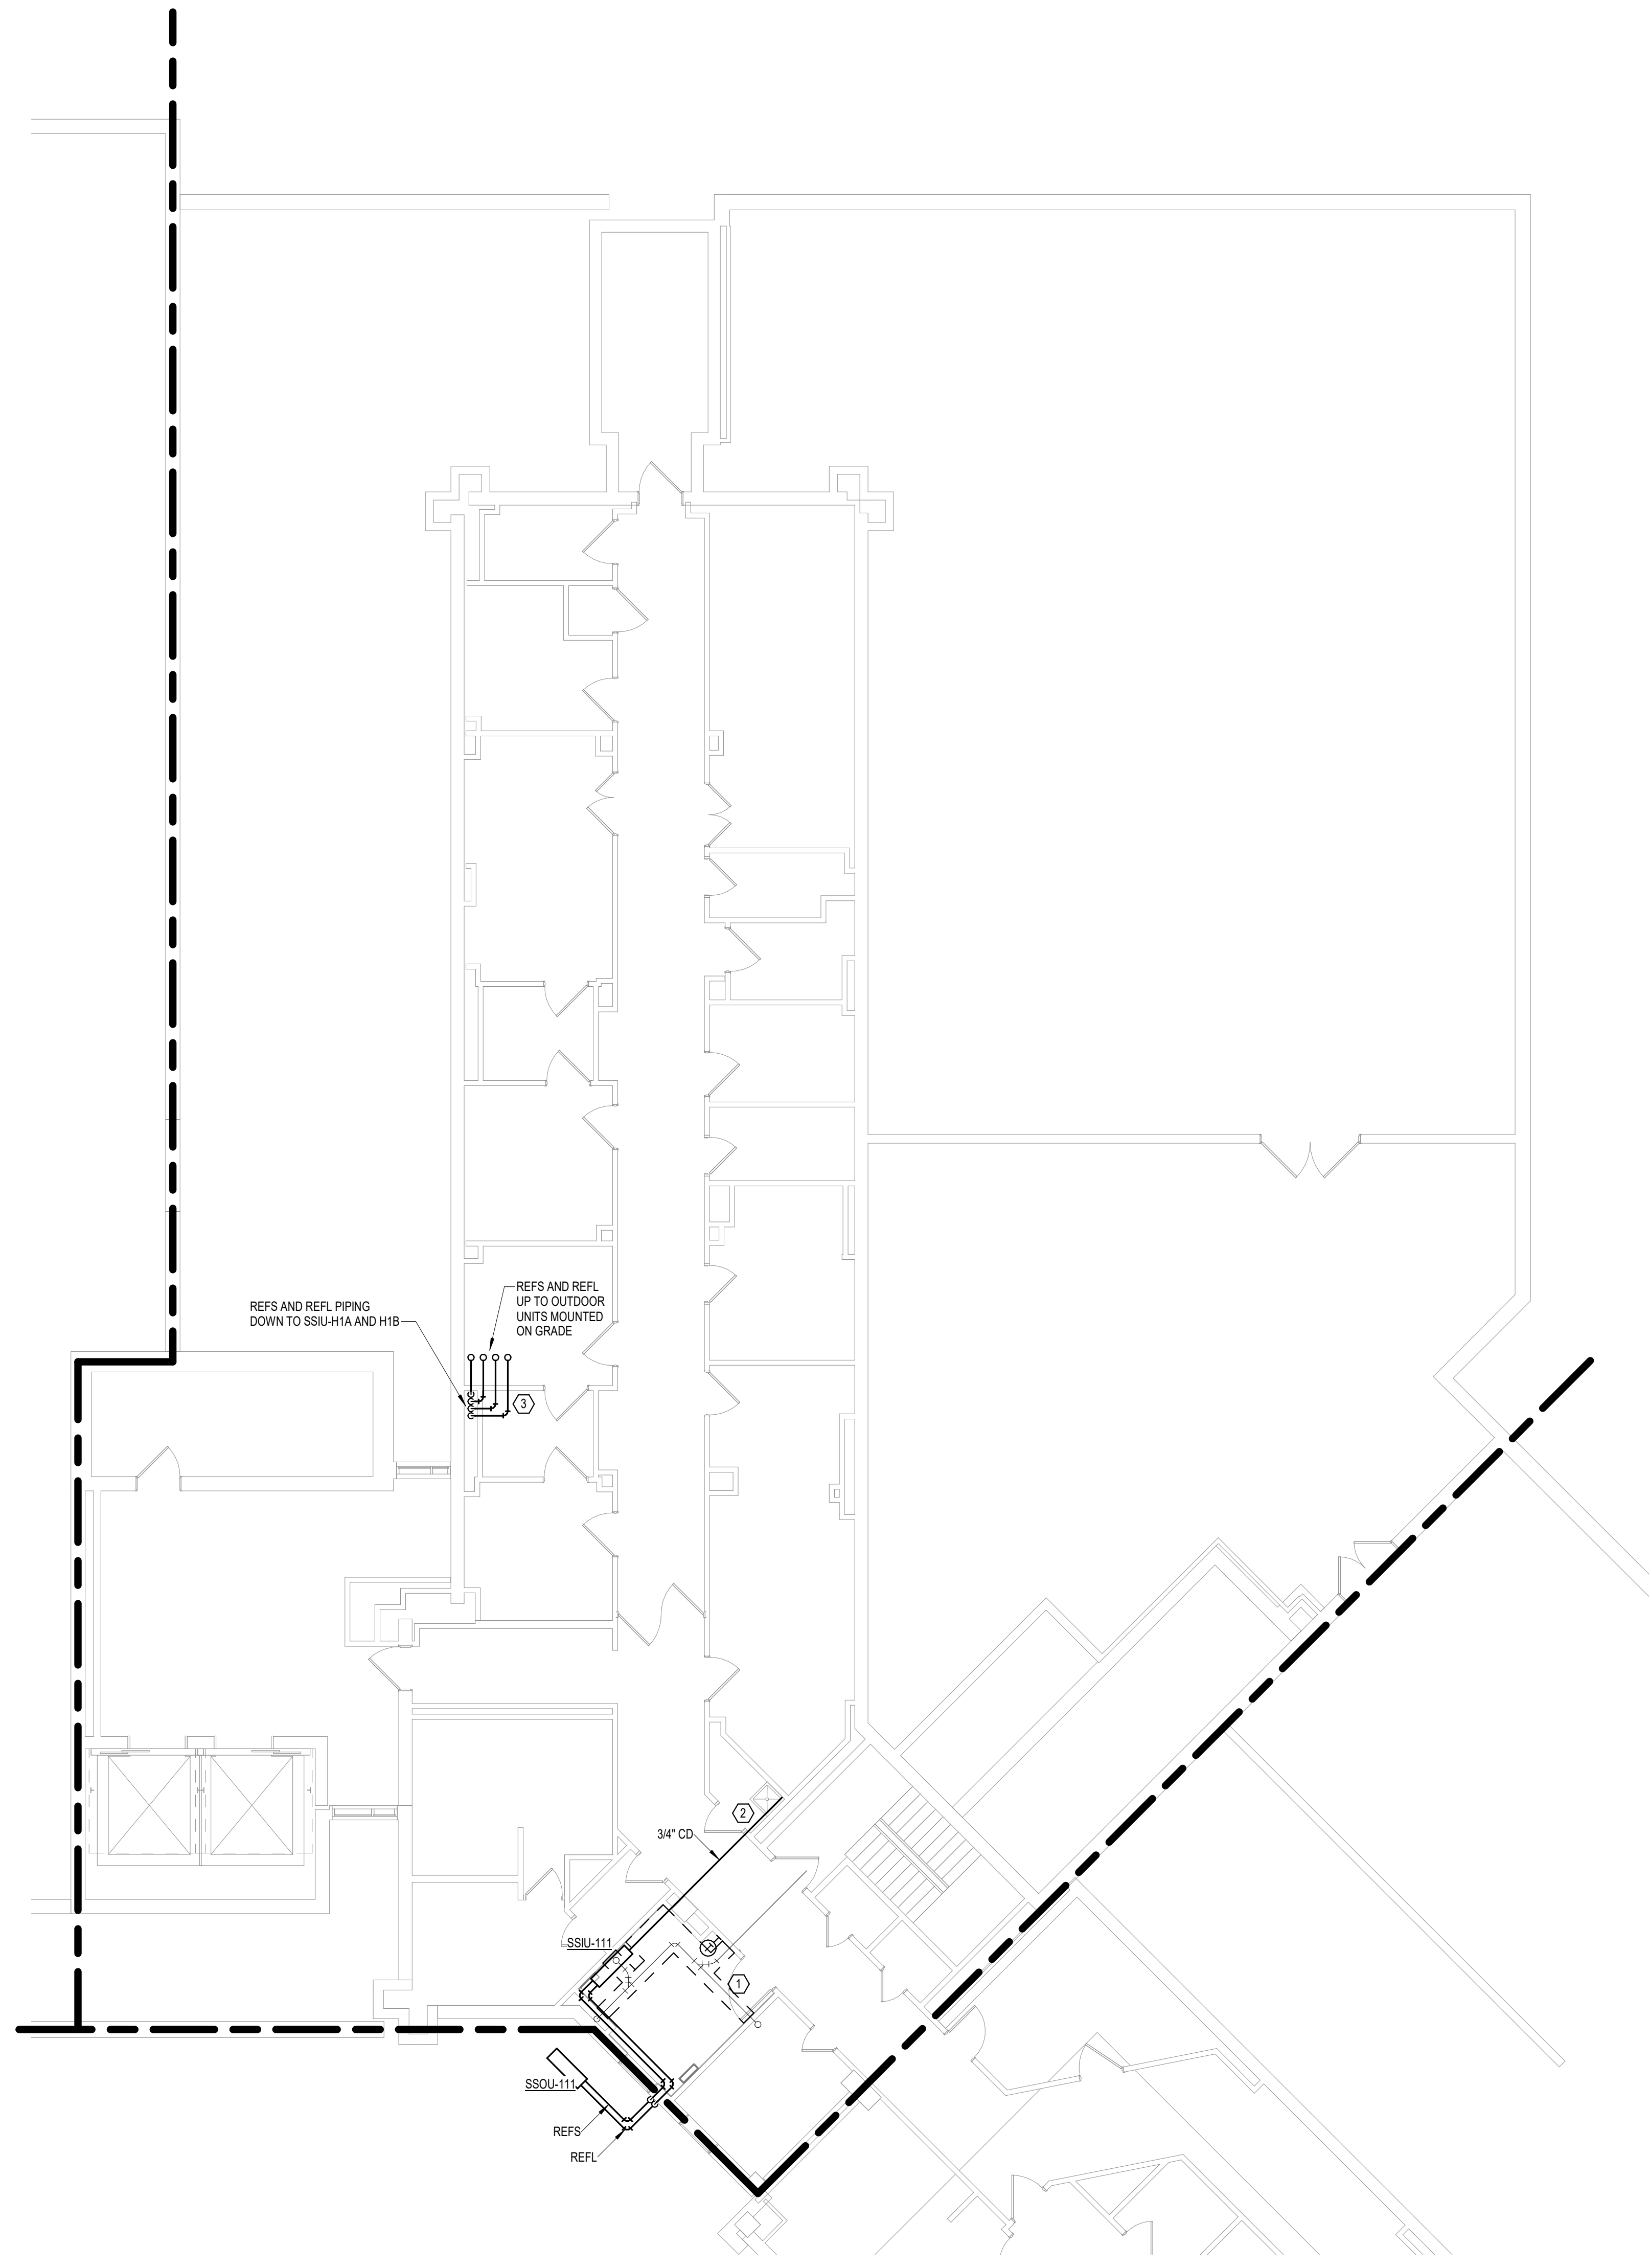 REFS AND REFL
UP TO OUTDOOR
UNITS MOUNTED
ON GRADE
REFS AND REFL PIPING
DOWN TO SSIU-H1A AND H1B
3
2
3/4" CD
SSIU-111
1
SSOU-111
REFS
REFL